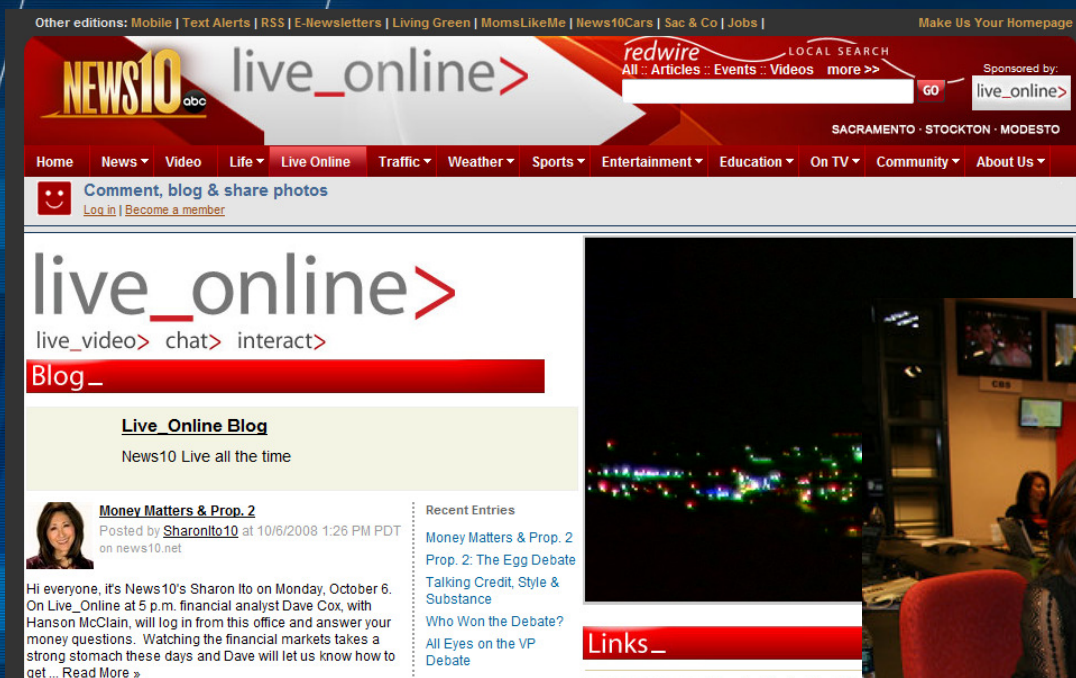 Other editions: Mobile | Text Alerts | RSS | E-Newsletters | Living Green | MomsLikeMe | News10Cars | Sac & Co | Jobs |
Make Us Your Homepage
NEWS10 abc
live_online>
redwire LOCAL SEARCH
All :: Articles :: Events :: Videos more >>
GO
Sponsored by:
live_online>
SACRAMENTO · STOCKTON · MODESTO
Home News Video Life Live Online Traffic Weather Sports Entertainment Education On TV Community About Us
Comment, blog & share photos
Log in | Become a member
live_online>
live_video> chat> interact>
Blog_
Live_Online Blog
News10 Live all the time
Money Matters & Prop. 2
Posted by SharonIto10 at 10/6/2008 1:26 PM PDT
on news10.net
Hi everyone, it's News10's Sharon Ito on Monday, October 6.
On Live_Online at 5 p.m. financial analyst Dave Cox, with
Hanson McClain, will log in from this office and answer your
money questions. Watching the financial markets takes a
strong stomach these days and Dave will let us know how to
get ... Read More »
Recent Entries
Money Matters & Prop. 2
Prop. 2: The Egg Debate
Talking Credit, Style &
Substance
Who Won the Debate?
All Eyes on the VP
Debate
CBS
Links_